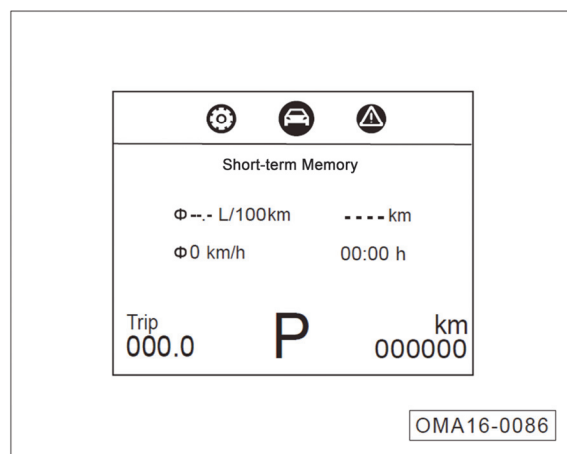 Short-term Memory
Φ--.- L/100km ----km
Φ0 km/h 00:00 h
Trip km
000.0 P 000000
OMA16-0086